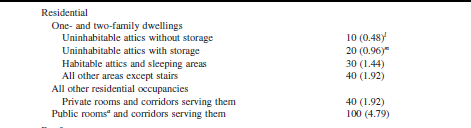 Residential
One- and two-family dwellings
Uninhabitable attics without storage 10 (0.48)l
Uninhabitable attics with storage 20 (0.96)m
Habitable attics and sleeping areas 30 (1.44)
All other areas except stairs 40 (1.92)
All other residential occupancies
Private rooms and corridors serving them 40 (1.92)
Public roomsa and corridors serving them 100 (4.79)